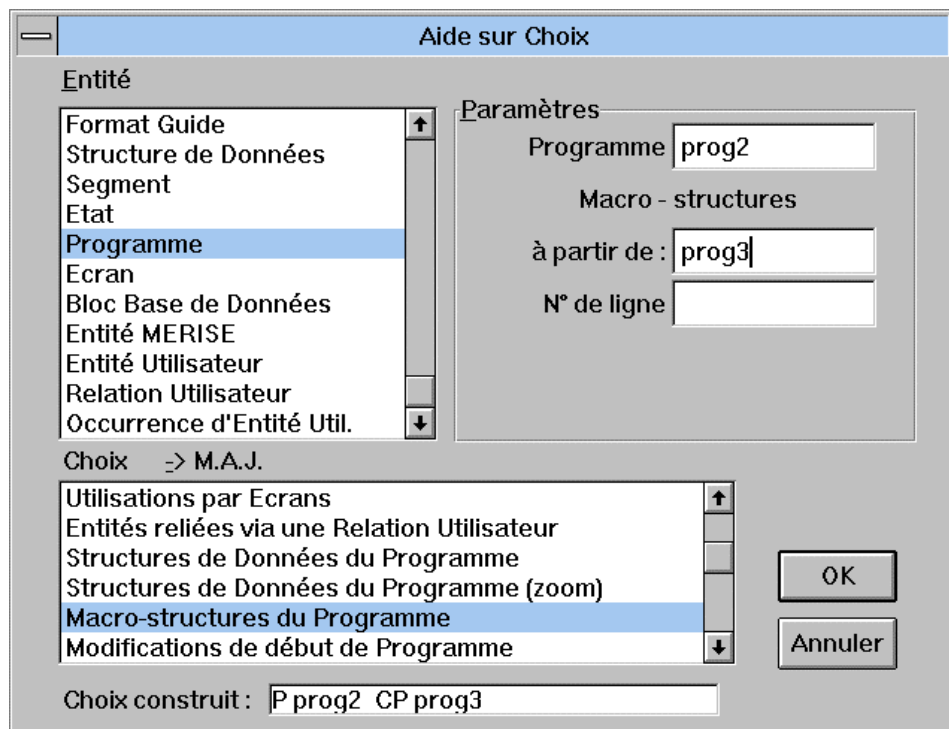 Aide sur Choix
Entité
Format Guide
Structure de Données
Segment
Etat
Programme
Ecran
Bloc Base de Données
Entité MERISE
Entité Utilisateur
Relation Utilisateur
Occurrence d'Entité Util.
Paramètres
Programme prog2
Macro - structures
à partir de : prog3
N° de ligne
Choix -> M.A.J.
Utilisations par Ecrans
Entités reliées via une Relation Utilisateur
Structures de Données du Programme
Structures de Données du Programme (zoom)
Macro-structures du Programme
Modifications de début de Programme
OK
Annuler
Choix construit : P prog2 CP prog3